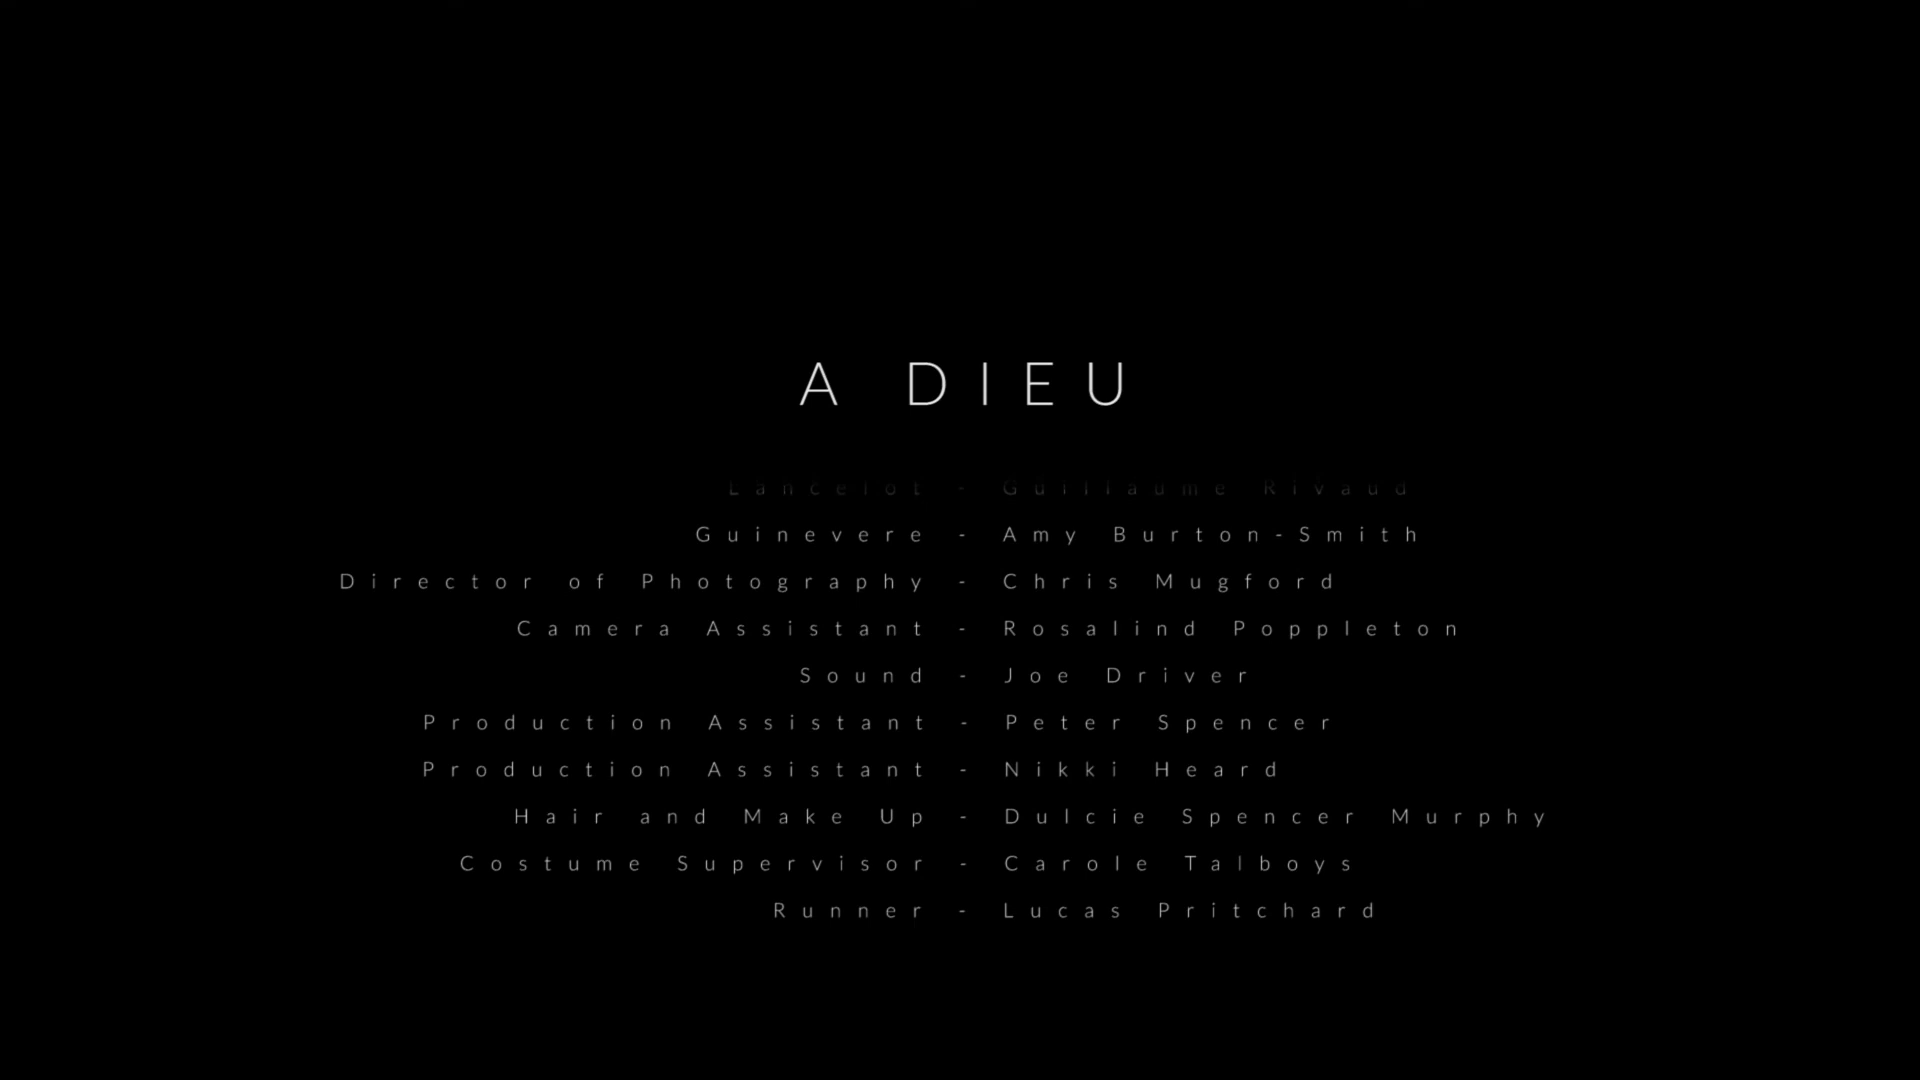 A DIEU
Lancelot - Guillaume Rivaud
Guinevere - Amy Burton-Smith
Director of Photography - Chris Mugford
Camera Assistant - Rosalind Poppleton
Sound - Joe Driver
Production Assistant - Peter Spencer
Production Assistant - Nikki Heard
Hair and Make Up - Dulcie Spencer Murphy
Costume Supervisor - Carole Talboys
Runner - Lucas Pritchard